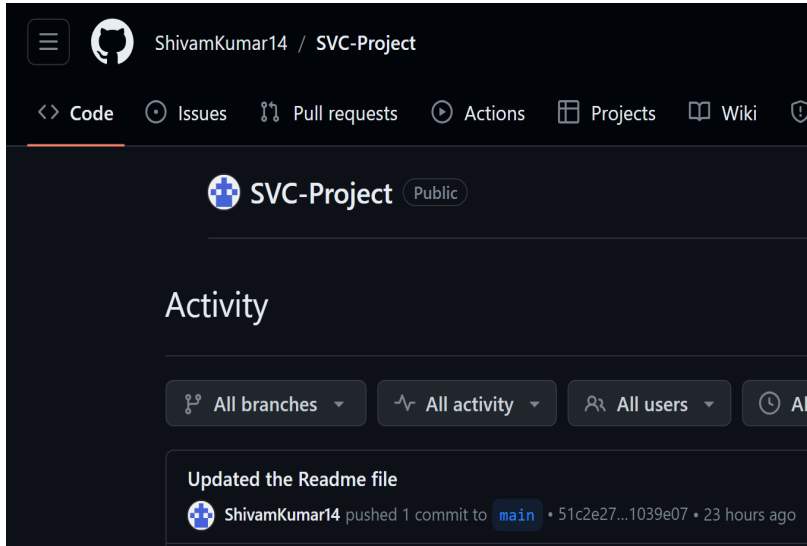 ShivamKumar14 / SVC-Project
Code Issues Pull requests Actions Projects Wiki
SVC-Project Public
Activity
All branches All activity All users Al
Updated the Readme file
ShivamKumar14 pushed 1 commit to main • 51c2e27...1039e07 • 23 hours ago